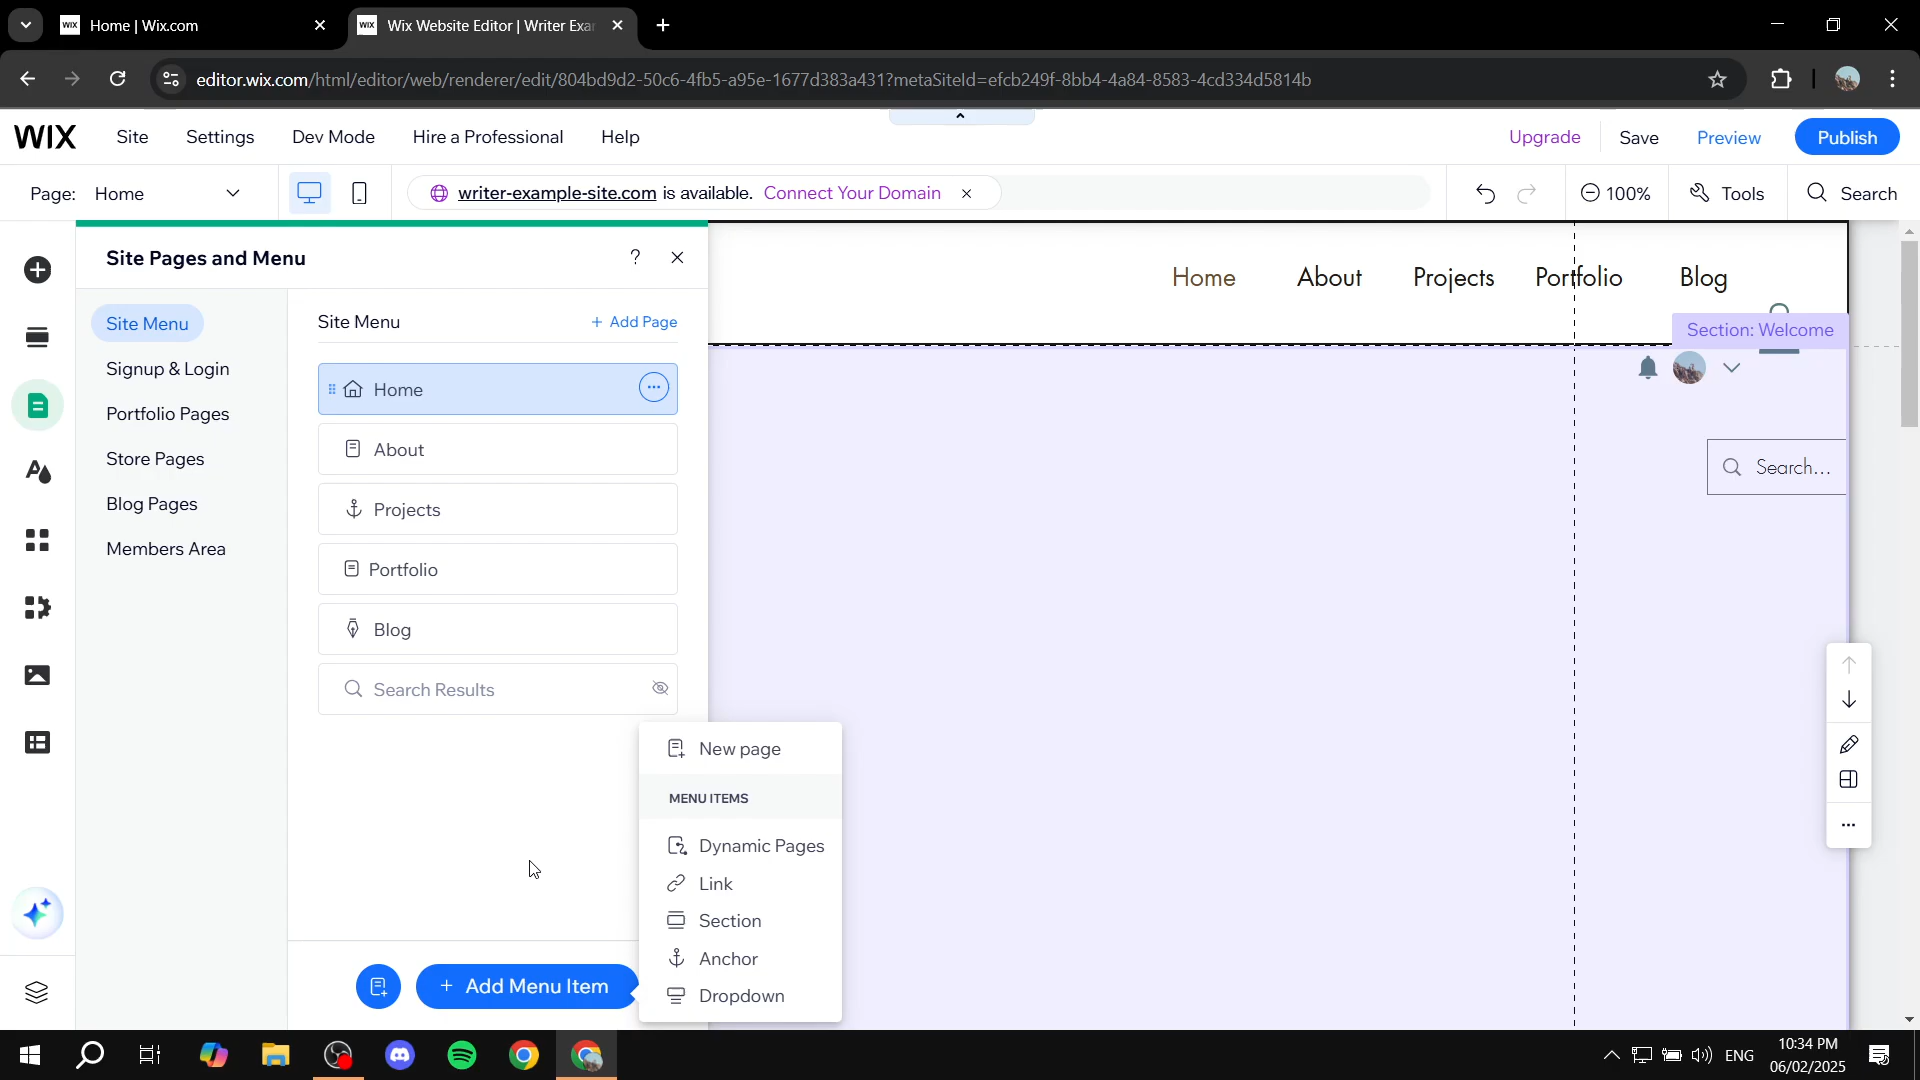 Home | Wix.com
Wix Website Editor | Writer Exa
editor.wix.com/html/editor/web/renderer/edit/804bd9d2-50c6-4fb5-a95e-1677d383a431?metaSiteId=efcb249f-8bb4-4a84-8583-4cd334d5814b
WIX Site Settings Dev Mode Hire a Professional Help Upgrade Save Preview Publish
Page: Home writer-example-site.com is available. Connect Your Domain 100% Tools Search
Site Pages and Menu ?
Home About Projects Portfolio Blog
Site Menu
Signup & Login
Portfolio Pages
Store Pages
Blog Pages
Members Area
Site Menu + Add Page
Home
About
Projects
Portfolio
Blog
Search Results
Section: Welcome
Search...
New page
MENU ITEMS
Dynamic Pages
Link
Section
Anchor
Dropdown
+ Add Menu Item
ENG
10:34 PM
06/02/2025